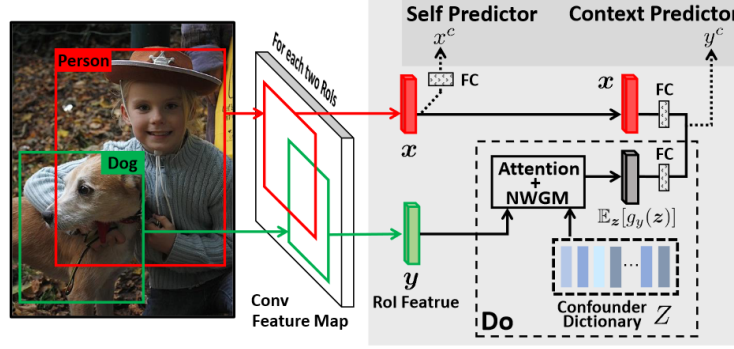 Self Predictor
Context Predictor
x^c
y^c
Person
For each two RoIs
FC
FC
x
x
Dog
Attention
+
NWGM
FC
𝔼_z[g_y(z)]
y
RoI Featrue
Conv
Feature Map
...
Confounder
Dictionary Z
Do